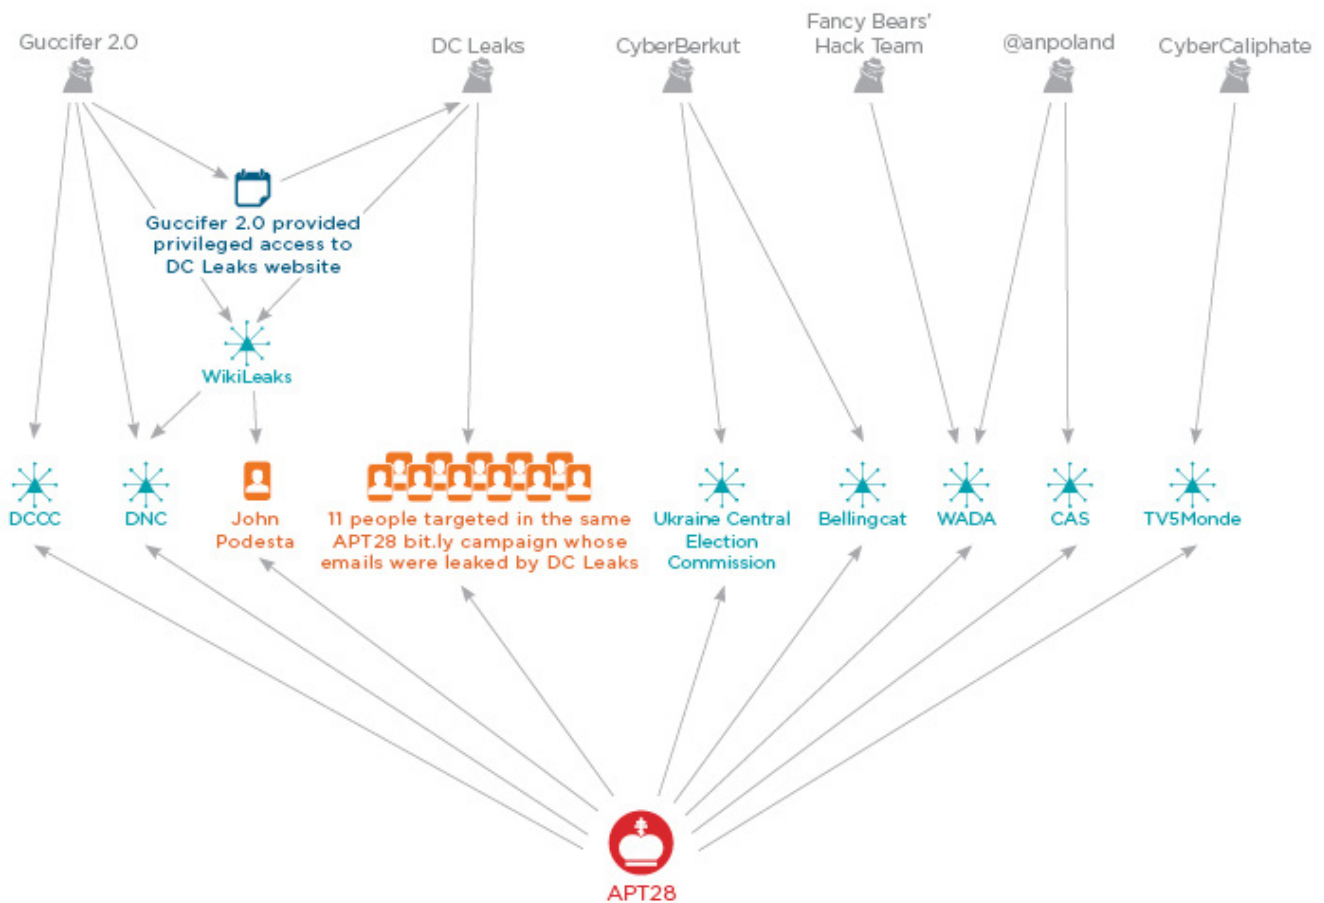 Guccifer 2.0
DC Leaks
CyberBerkut
Fancy Bears'
Hack Team
@anpoland
CyberCaliphate
Guccifer 2.0 provided
privileged access to
DC Leaks website
WikiLeaks
DCCC
DNC
John
Podesta
11 people targeted in the same
APT28 bit.ly campaign whose
emails were leaked by DC Leaks
Ukraine Central
Election
Commission
Bellingcat
WADA
CAS
TV5Monde
APT28